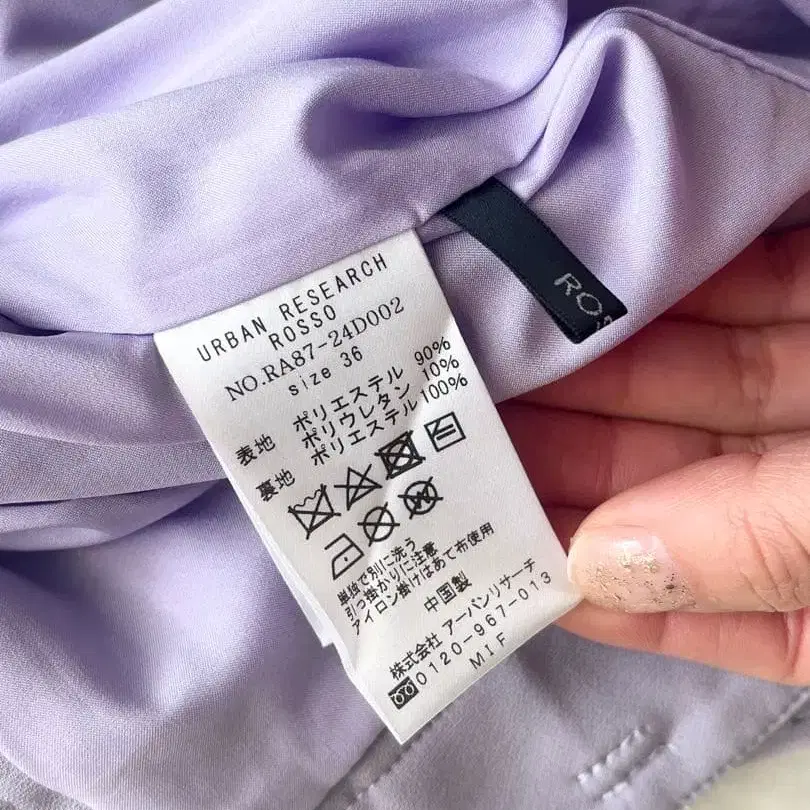 URBAN RESEARCH
ROSSO
NO.RA87-24D002
size 36
表地 ポリエステル 90%
ポリウレタン 10%
裏地 ポリエステル 100%
単独で別に洗う
引っ掛かりに注意
アイロン掛けはあて布使用
中国製
株式会社 アーバンリサーチ
0120-967-013
MIF
RO